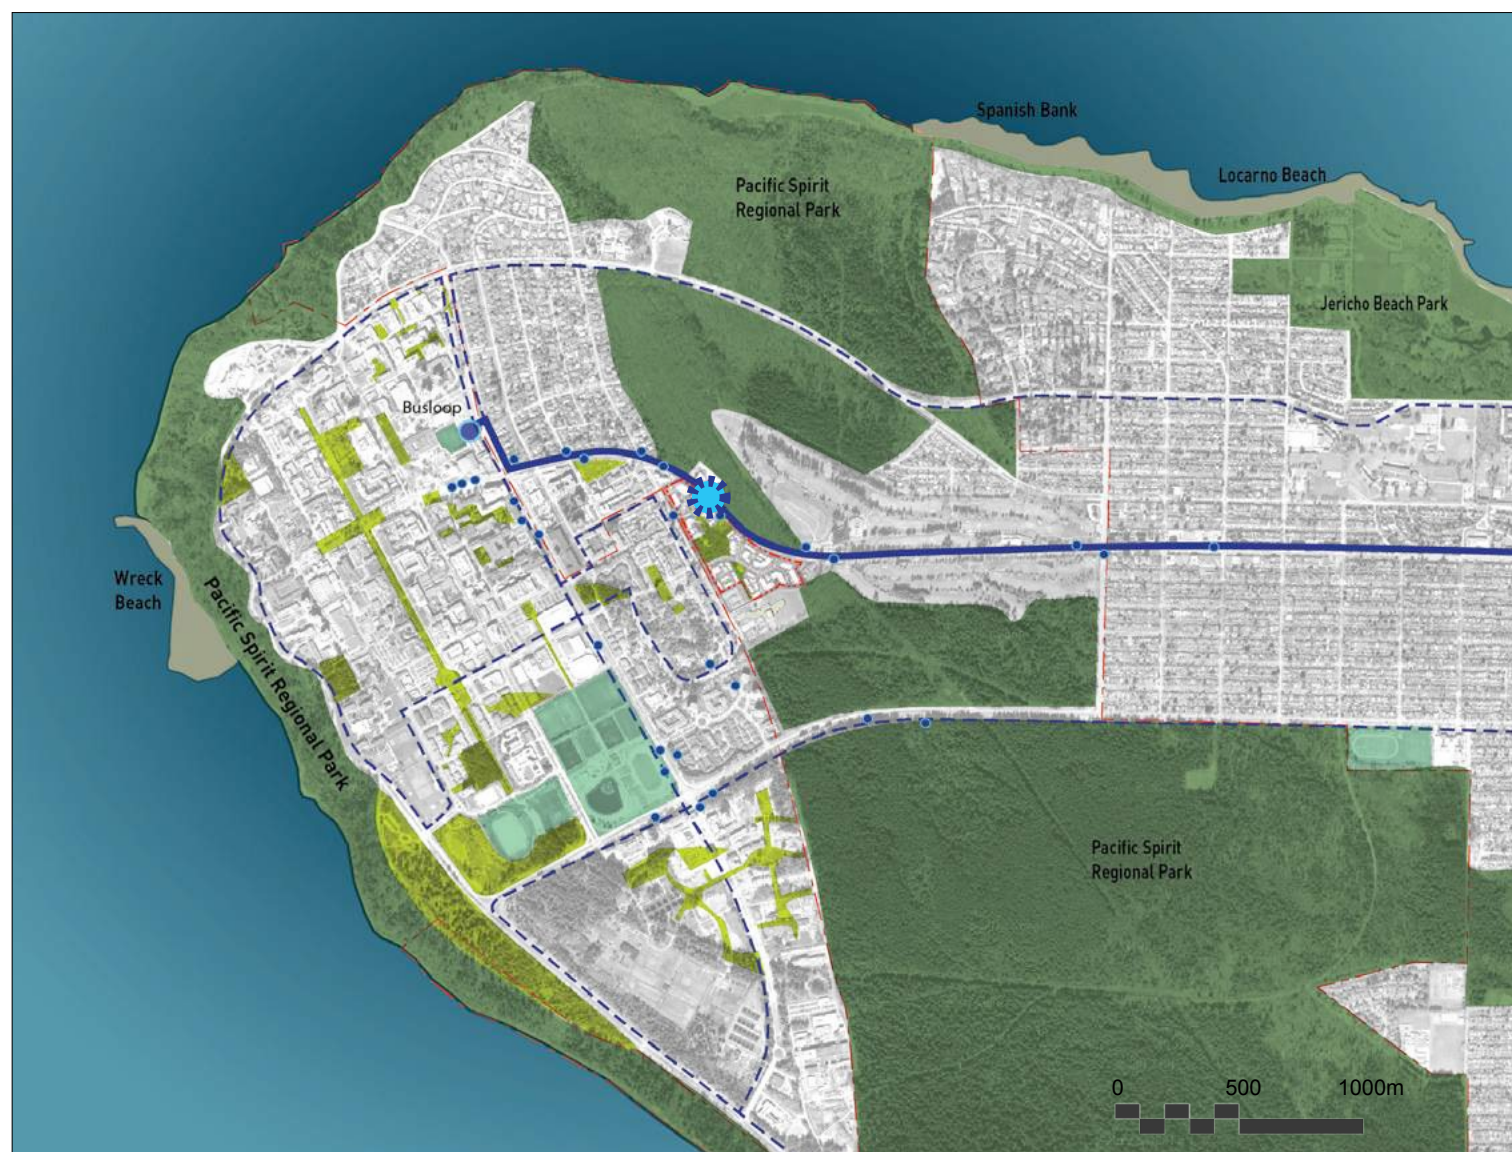 Spanish Bank
Locarno Beach
Pacific Spirit
Regional Park
Jericho Beach Park
Busloop
Wreck
Beach
Pacific Spirit Regional Park
Pacific Spirit
Regional Park
0 500 1000m